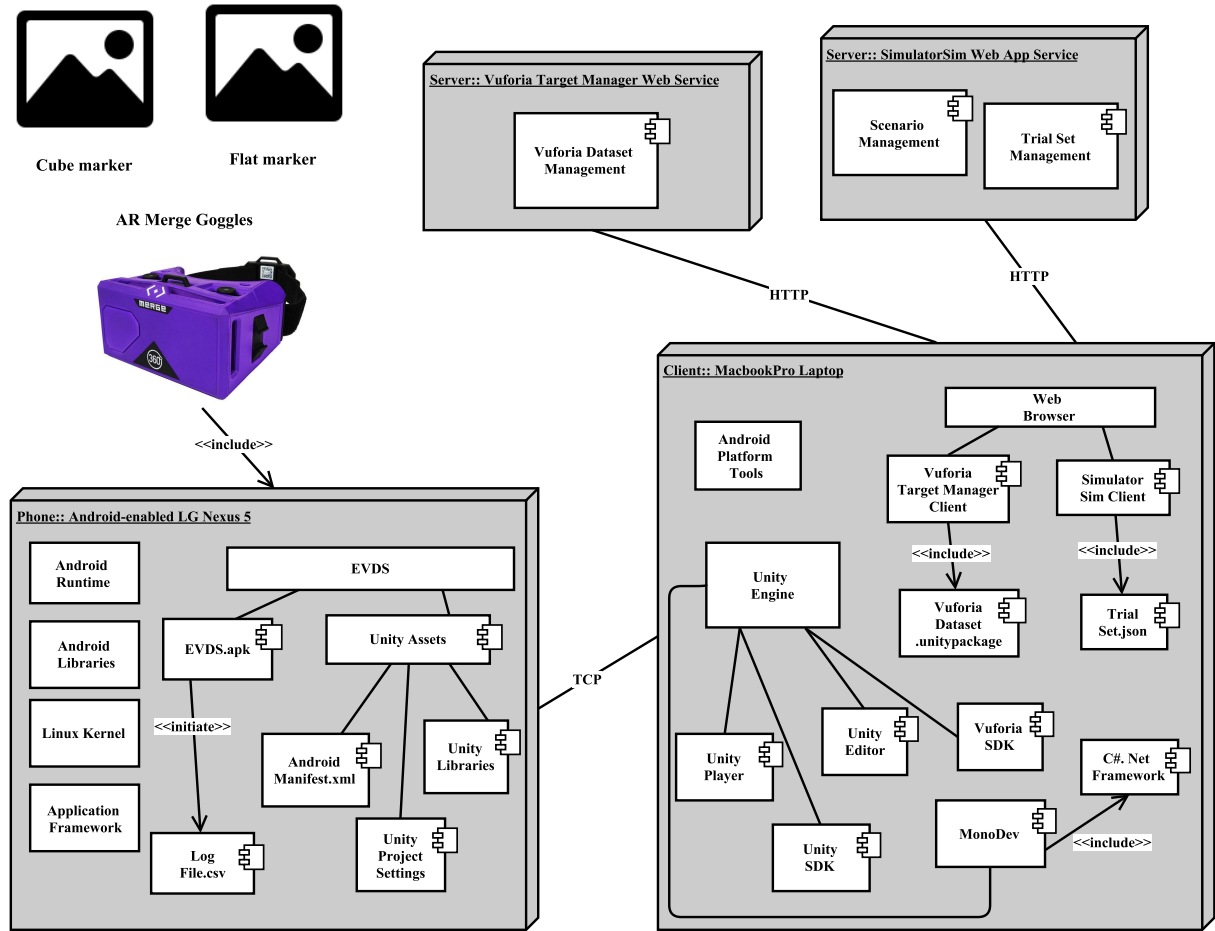 Cube marker
Flat marker
AR Merge Goggles
MERGE
360°
<<include>>
Server:: Vuforia Target Manager Web Service
Vuforia Dataset
Management
Server:: SimulatorSim Web App Service
Scenario
Management
Trial Set
Management
HTTP
HTTP
Phone:: Android-enabled LG Nexus 5
Android
Runtime
Android
Libraries
Linux Kernel
Application
Framework
EVDS
EVDS.apk
Unity Assets
<<initiate>>
Log
File.csv
Android
Manifest.xml
Unity
Libraries
Unity
Project
Settings
TCP
Client:: MacbookPro Laptop
Web
Browser
Android
Platform
Tools
Vuforia
Target Manager
Client
Simulator
Sim Client
<<include>>
<<include>>
Vuforia
Dataset
.unitypackage
Trial
Set.json
Unity
Engine
Unity
Player
Unity
SDK
Unity
Editor
Vuforia
SDK
MonoDev
C#. Net
Framework
<<include>>